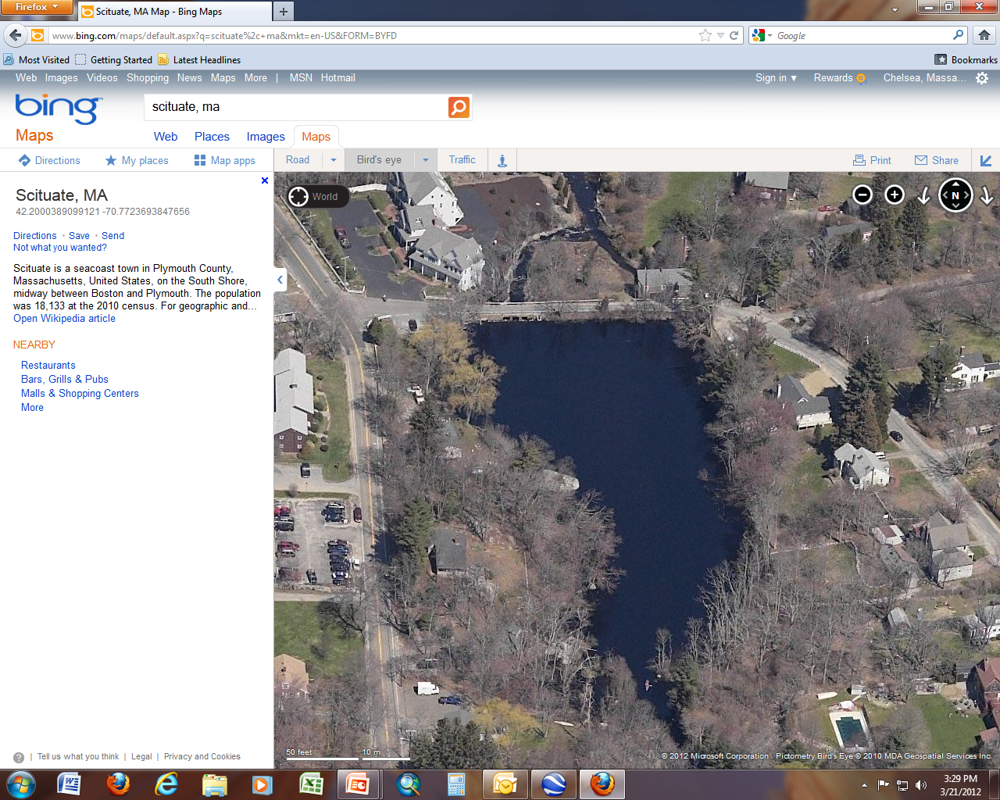 Firefox
Scituate, MA Map - Bing Maps
www.bing.com/maps/default.aspx?q=scituate%2c+ma&mkt=en-US&FORM=BYFD
Google
Most Visited Getting Started Latest Headlines Bookmarks
Web Images Videos Shopping News Maps More | MSN Hotmail Sign in Rewards Chelsea, Massa...
bing
Maps
scituate, ma
Web Places Images Maps
Directions My places Map apps Road Bird's eye Traffic Print Share
World
N
Scituate, MA
42.2000389099121 -70.7723693847656
Directions • Save • Send
Not what you wanted?
Scituate is a seacoast town in Plymouth County,
Massachusetts, United States, on the South Shore,
midway between Boston and Plymouth. The population
was 18,133 at the 2010 census. For geographic and...
Open Wikipedia article
NEARBY
Restaurants
Bars, Grills & Pubs
Malls & Shopping Centers
More
50 feet 10 m
© 2012 Microsoft Corporation Pictometry Bird's Eye © 2010 MDA Geospatial Services Inc.
? | Tell us what you think | Legal | Privacy and Cookies
3:29 PM
3/21/2012